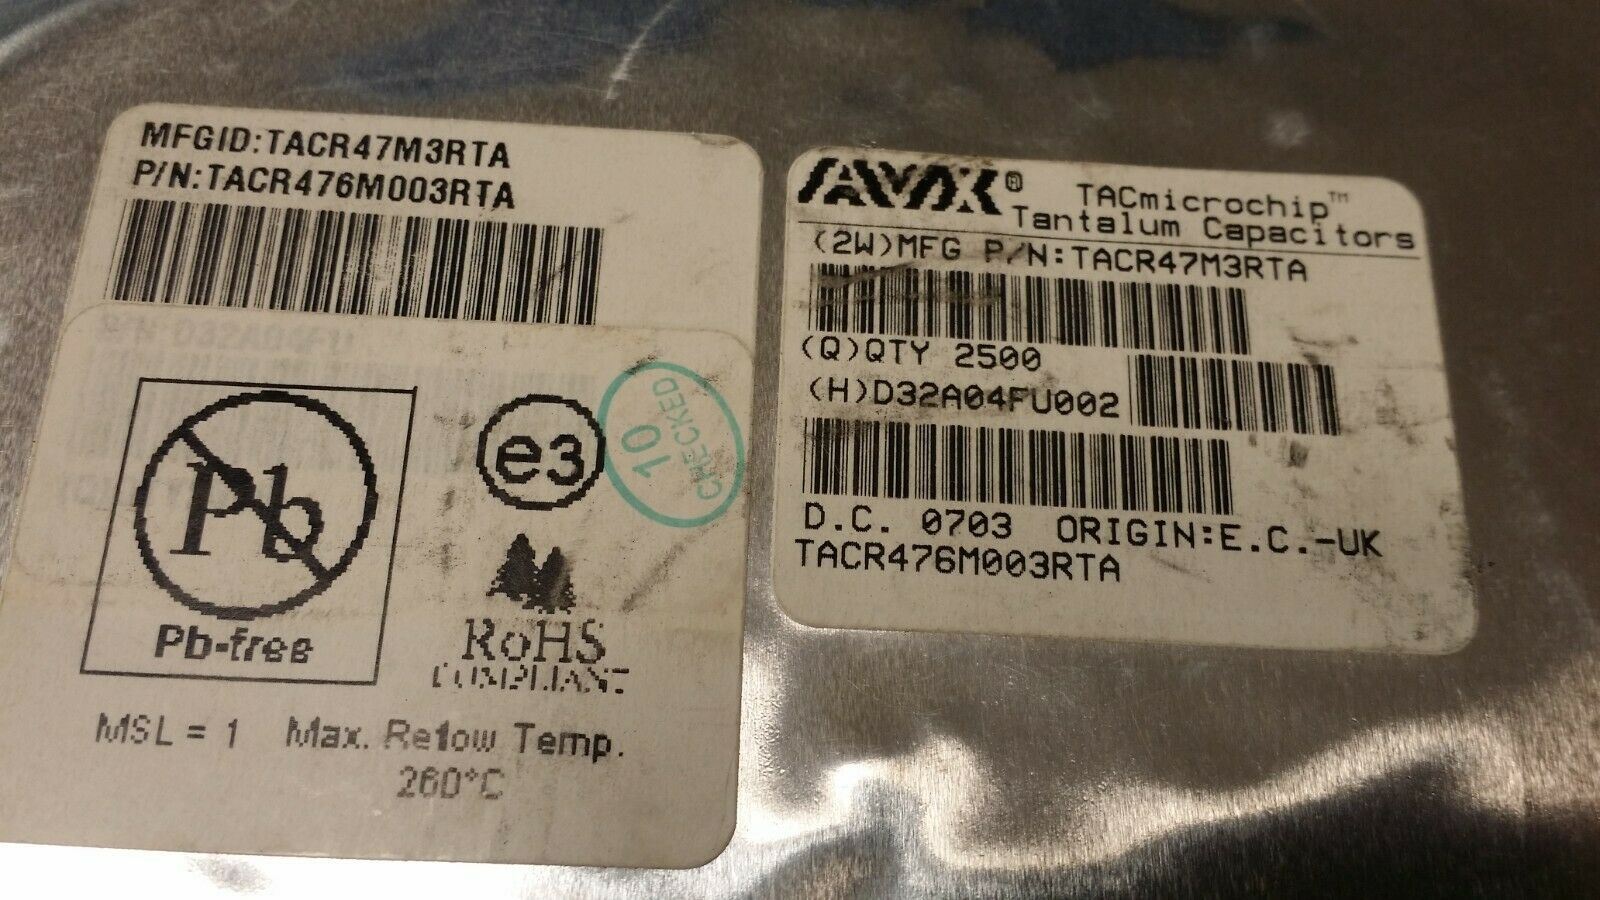 MFGID:TACR47M3RTA
P/N:TACR476M003RTA
Pb
Pb-free
e3
10
CHECKED
RoHS
COMPLIANT
MSL = 1 Max. Reflow Temp.
260°C
AVX® TACmicrochip™
Tantalum Capacitors
(2W)MFG P/N:TACR47M3RTA
(Q)QTY 2500
(H)D32A04FU002
D.C. 0703 ORIGIN:E.C.-UK
TACR476M003RTA